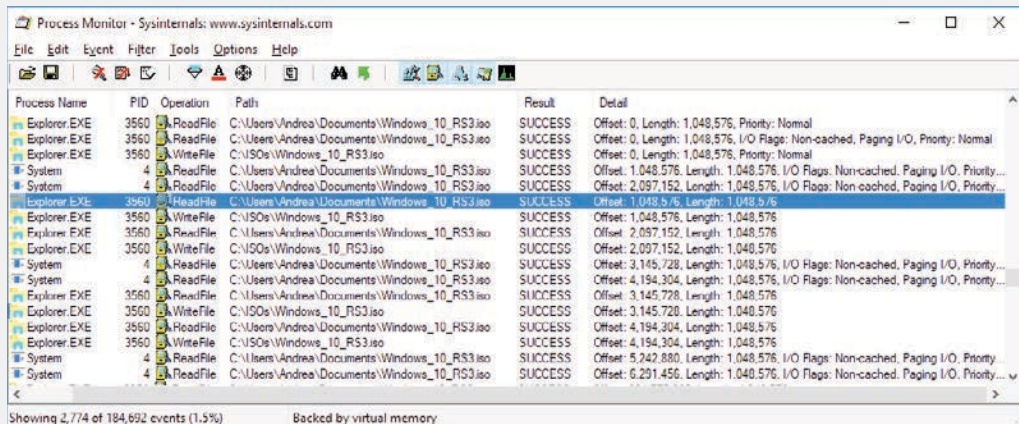 Process Monitor - Sysinternals: www.sysinternals.com
File Edit Event Filter Tools Options Help
Process Name PID Operation Path Result Detail
Explorer.EXE 3560 ReadFile C:\Users\Andrea\Documents\Windows_10_RS3.iso SUCCESS Offset: 0, Length: 1,048,576, Priority: Normal
Explorer.EXE 3560 ReadFile C:\Users\Andrea\Documents\Windows_10_RS3.iso SUCCESS Offset: 0, Length: 1,048,576, I/O Flags: Non-cached, Paging I/O, Priority: Normal
Explorer.EXE 3560 WriteFile C:\ISOs\Windows_10_RS3.iso SUCCESS Offset: 0, Length: 1,048,576, Priority: Normal
System 4 ReadFile C:\Users\Andrea\Documents\Windows_10_RS3.iso SUCCESS Offset: 1,048,576, Length: 1,048,576, I/O Flags: Non-cached, Paging I/O, Priority...
System 4 ReadFile C:\Users\Andrea\Documents\Windows_10_RS3.iso SUCCESS Offset: 2,097,152, Length: 1,048,576, I/O Flags: Non-cached, Paging I/O, Priority...
Explorer.EXE 3560 ReadFile C:\Users\Andrea\Documents\Windows_10_RS3.iso SUCCESS Offset: 1,048,576, Length: 1,048,576
Explorer.EXE 3560 WriteFile C:\ISOs\Windows_10_RS3.iso SUCCESS Offset: 1,048,576, Length: 1,048,576
Explorer.EXE 3560 ReadFile C:\Users\Andrea\Documents\Windows_10_RS3.iso SUCCESS Offset: 2,097,152, Length: 1,048,576
Explorer.EXE 3560 WriteFile C:\ISOs\Windows_10_RS3.iso SUCCESS Offset: 2,097,152, Length: 1,048,576
System 4 ReadFile C:\Users\Andrea\Documents\Windows_10_RS3.iso SUCCESS Offset: 3,145,728, Length: 1,048,576, I/O Flags: Non-cached, Paging I/O, Priority...
System 4 ReadFile C:\Users\Andrea\Documents\Windows_10_RS3.iso SUCCESS Offset: 4,194,304, Length: 1,048,576, I/O Flags: Non-cached, Paging I/O, Priority...
Explorer.EXE 3560 ReadFile C:\Users\Andrea\Documents\Windows_10_RS3.iso SUCCESS Offset: 3,145,728, Length: 1,048,576
Explorer.EXE 3560 WriteFile C:\ISOs\Windows_10_RS3.iso SUCCESS Offset: 3,145,728, Length: 1,048,576
Explorer.EXE 3560 ReadFile C:\Users\Andrea\Documents\Windows_10_RS3.iso SUCCESS Offset: 4,194,304, Length: 1,048,576
Explorer.EXE 3560 WriteFile C:\ISOs\Windows_10_RS3.iso SUCCESS Offset: 4,194,304, Length: 1,048,576
System 4 ReadFile C:\Users\Andrea\Documents\Windows_10_RS3.iso SUCCESS Offset: 5,242,880, Length: 1,048,576, I/O Flags: Non-cached, Paging I/O, Priority...
System 4 ReadFile C:\Users\Andrea\Documents\Windows_10_RS3.iso SUCCESS Offset: 6,291,456, Length: 1,048,576, I/O Flags: Non-cached, Paging I/O, Priority...
Showing 2,774 of 184,692 events (1.5%) Backed by virtual memory